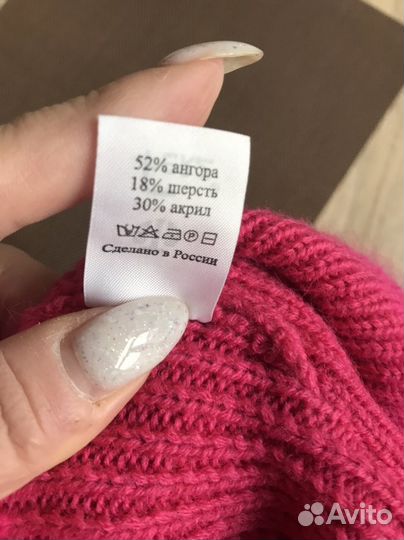 52% ангора
18% шерсть
30% акрил
Сделано в России
Avito